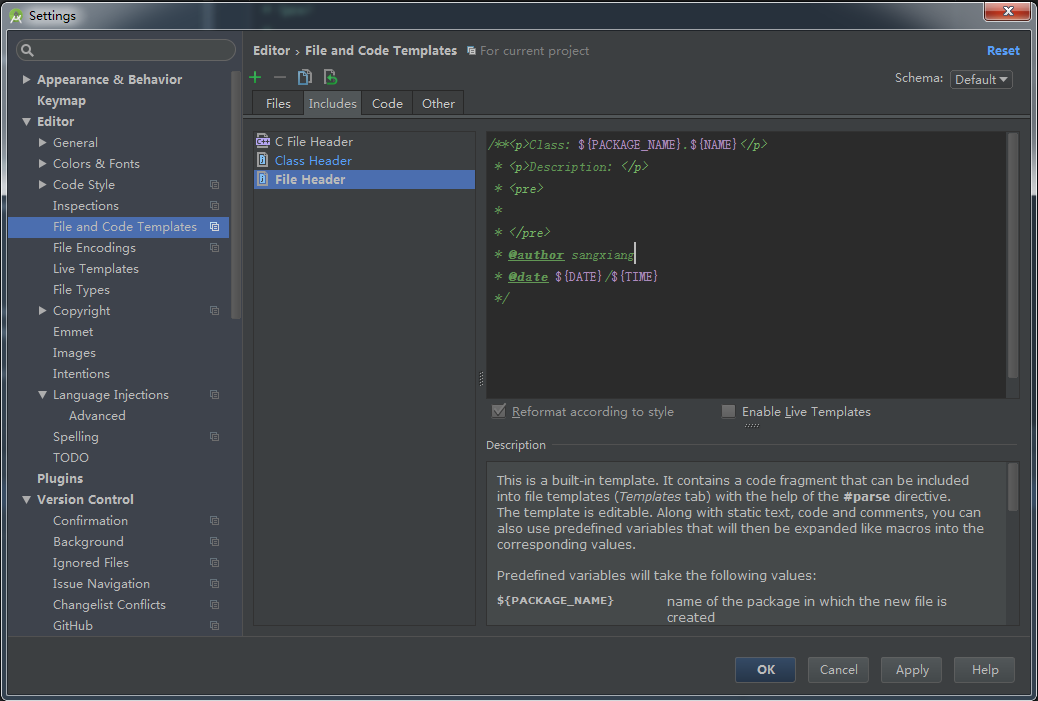 Settings
Editor › File and Code Templates For current project Reset
Schema: Default
Files Includes Code Other
Appearance & Behavior
Keymap
Editor
General
Colors & Fonts
Code Style
Inspections
File and Code Templates
File Encodings
Live Templates
File Types
Copyright
Emmet
Images
Intentions
Language Injections
Advanced
Spelling
TODO
Plugins
Version Control
Confirmation
Background
Ignored Files
Issue Navigation
Changelist Conflicts
GitHub
C File Header
Class Header
File Header
/**<p>Class: ${PACKAGE_NAME}.${NAME}</p>
* <p>Description: </p>
* <pre>
*
* </pre>
* @author sangxiang
* @date ${DATE}/${TIME}
*/
Reformat according to style Enable Live Templates
Description
This is a built-in template. It contains a code fragment that can be included
into file templates (Templates tab) with the help of the #parse directive.
The template is editable. Along with static text, code and comments, you can
also use predefined variables that will then be expanded like macros into the
corresponding values.
Predefined variables will take the following values:
${PACKAGE_NAME} name of the package in which the new file is
created
OK Cancel Apply Help